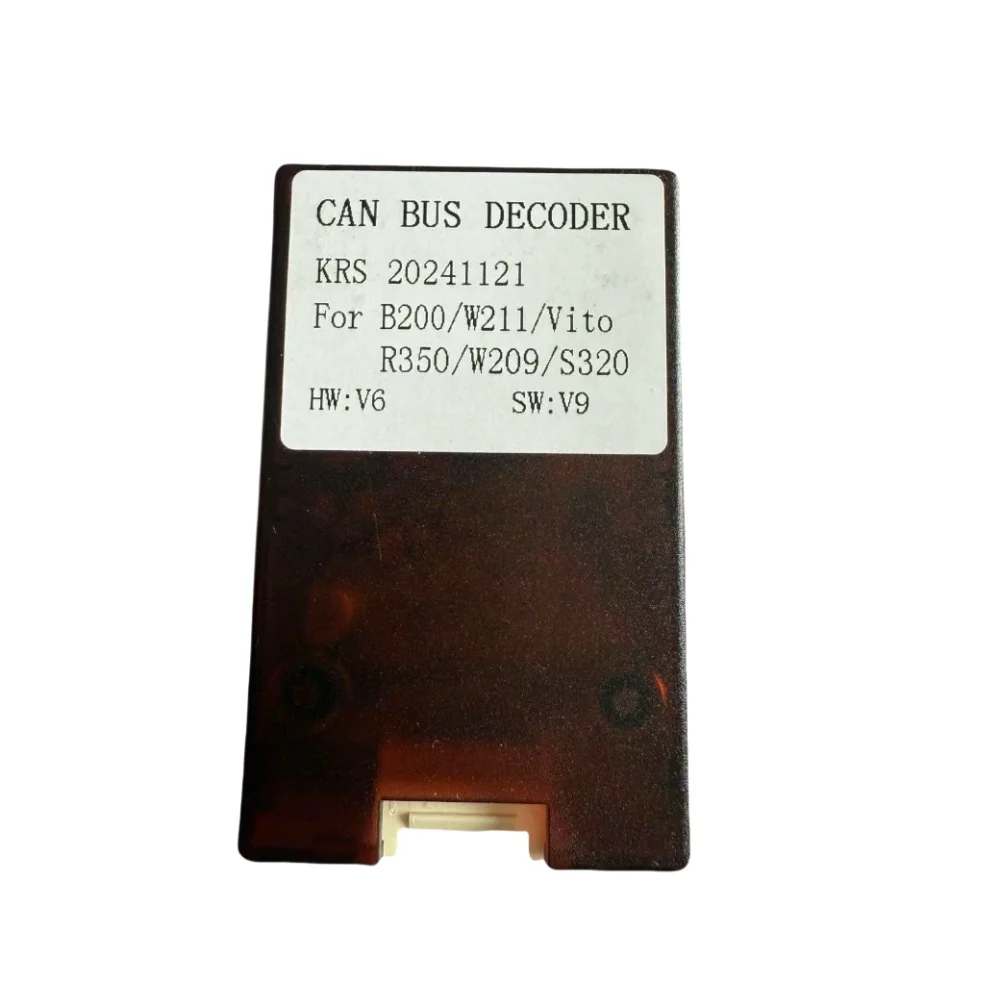 CAN BUS DECODER
KRS 20241121
For B200/W211/Vito
R350/W209/S320
HW:V6 SW:V9